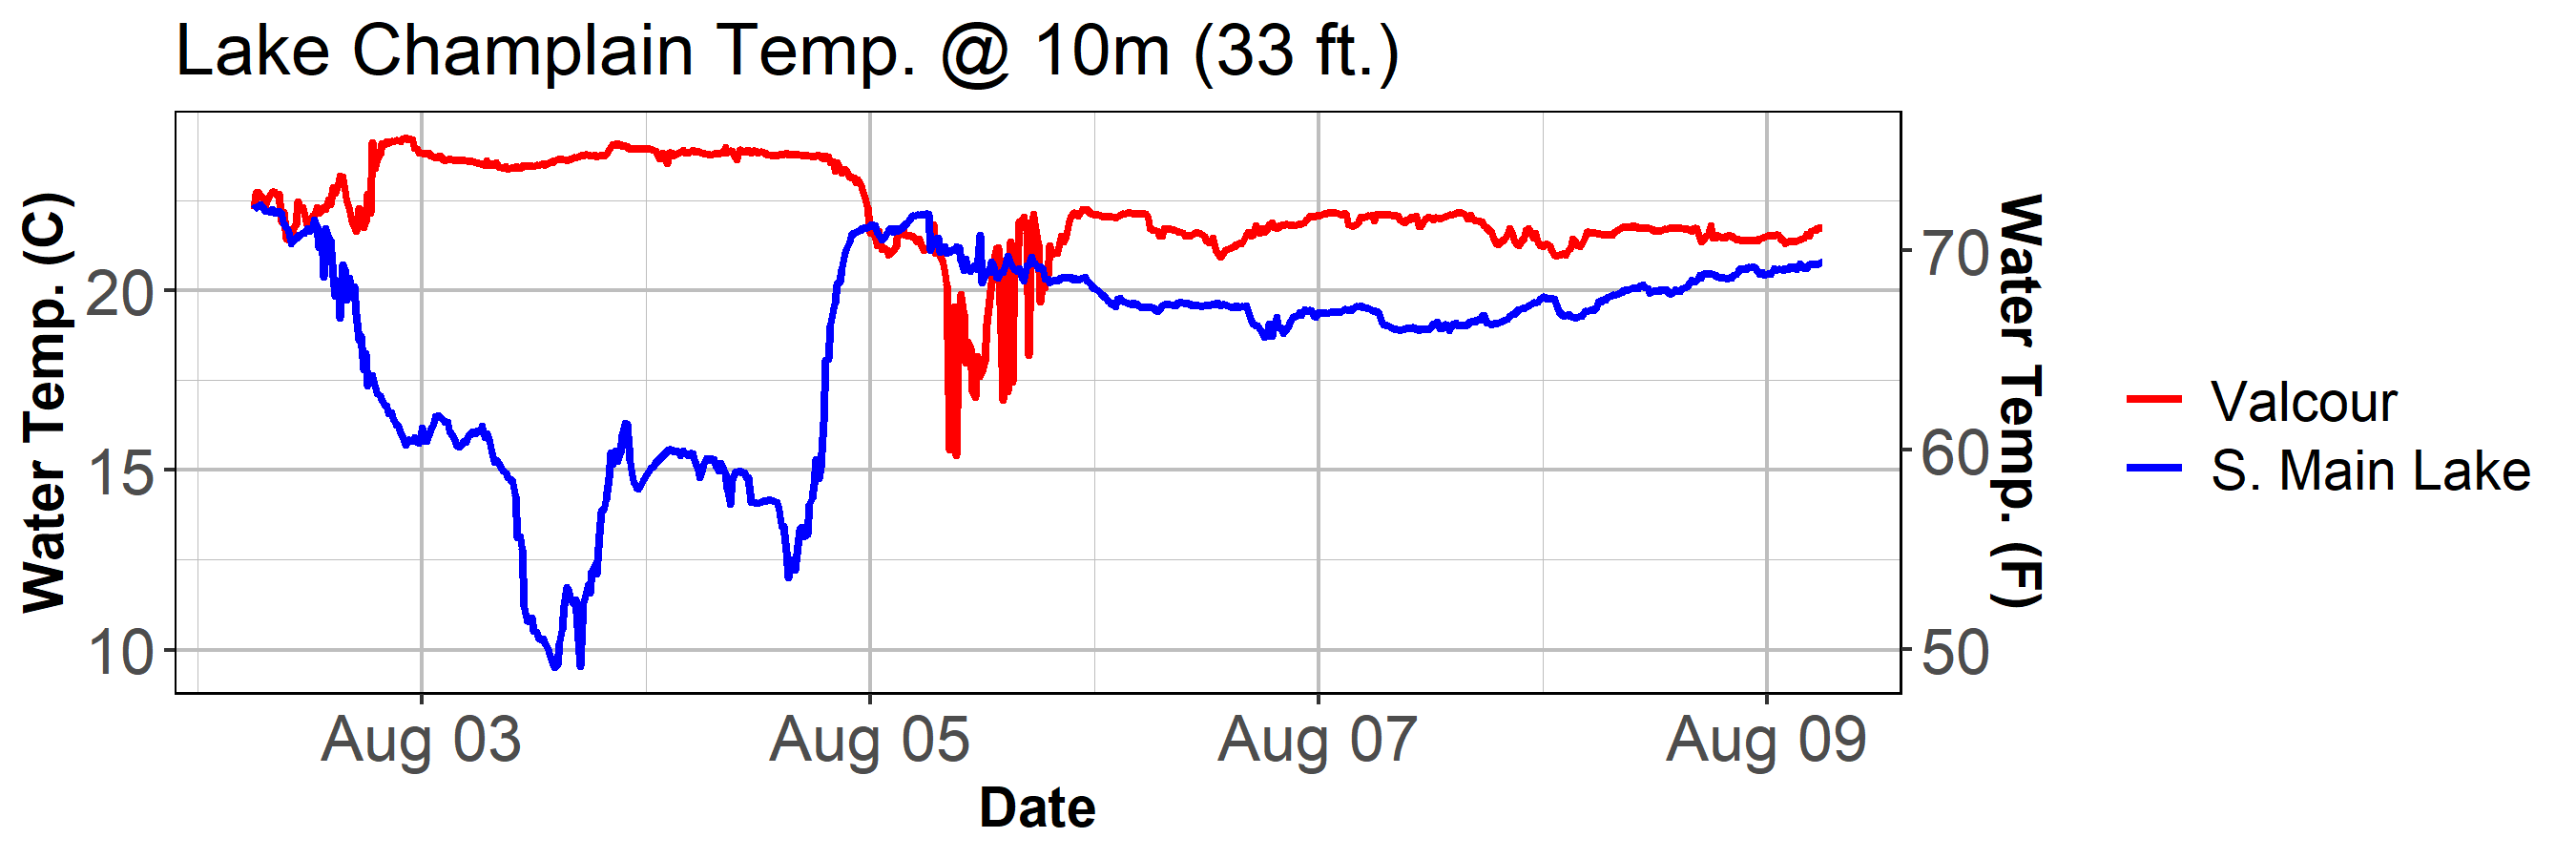 Lake Champlain Temp. @ 10m (33 ft.)
Water Temp. (C)
20
15
10
70
60
50
Water Temp. (F)
Valcour
S. Main Lake
Aug 03
Aug 05
Aug 07
Aug 09
Date